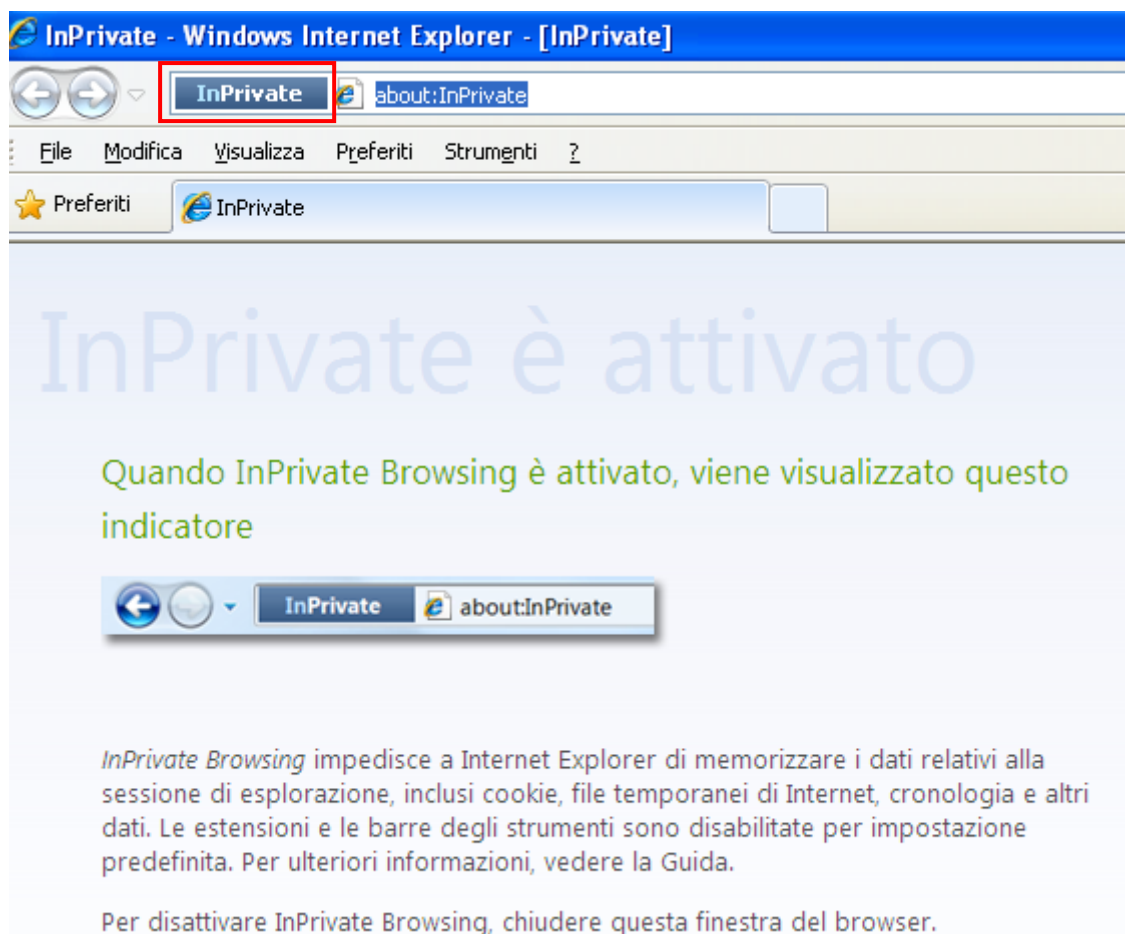 InPrivate - Windows Internet Explorer - [InPrivate]
InPrivate about:InPrivate
File Modifica Visualizza Preferiti Strumenti ?
Preferiti InPrivate
InPrivate è attivato
Quando InPrivate Browsing è attivato, viene visualizzato questo
indicatore
InPrivate about:InPrivate
InPrivate Browsing impedisce a Internet Explorer di memorizzare i dati relativi alla
sessione di esplorazione, inclusi cookie, file temporanei di Internet, cronologia e altri
dati. Le estensioni e le barre degli strumenti sono disabilitate per impostazione
predefinita. Per ulteriori informazioni, vedere la Guida.
Per disattivare InPrivate Browsing, chiudere questa finestra del browser.